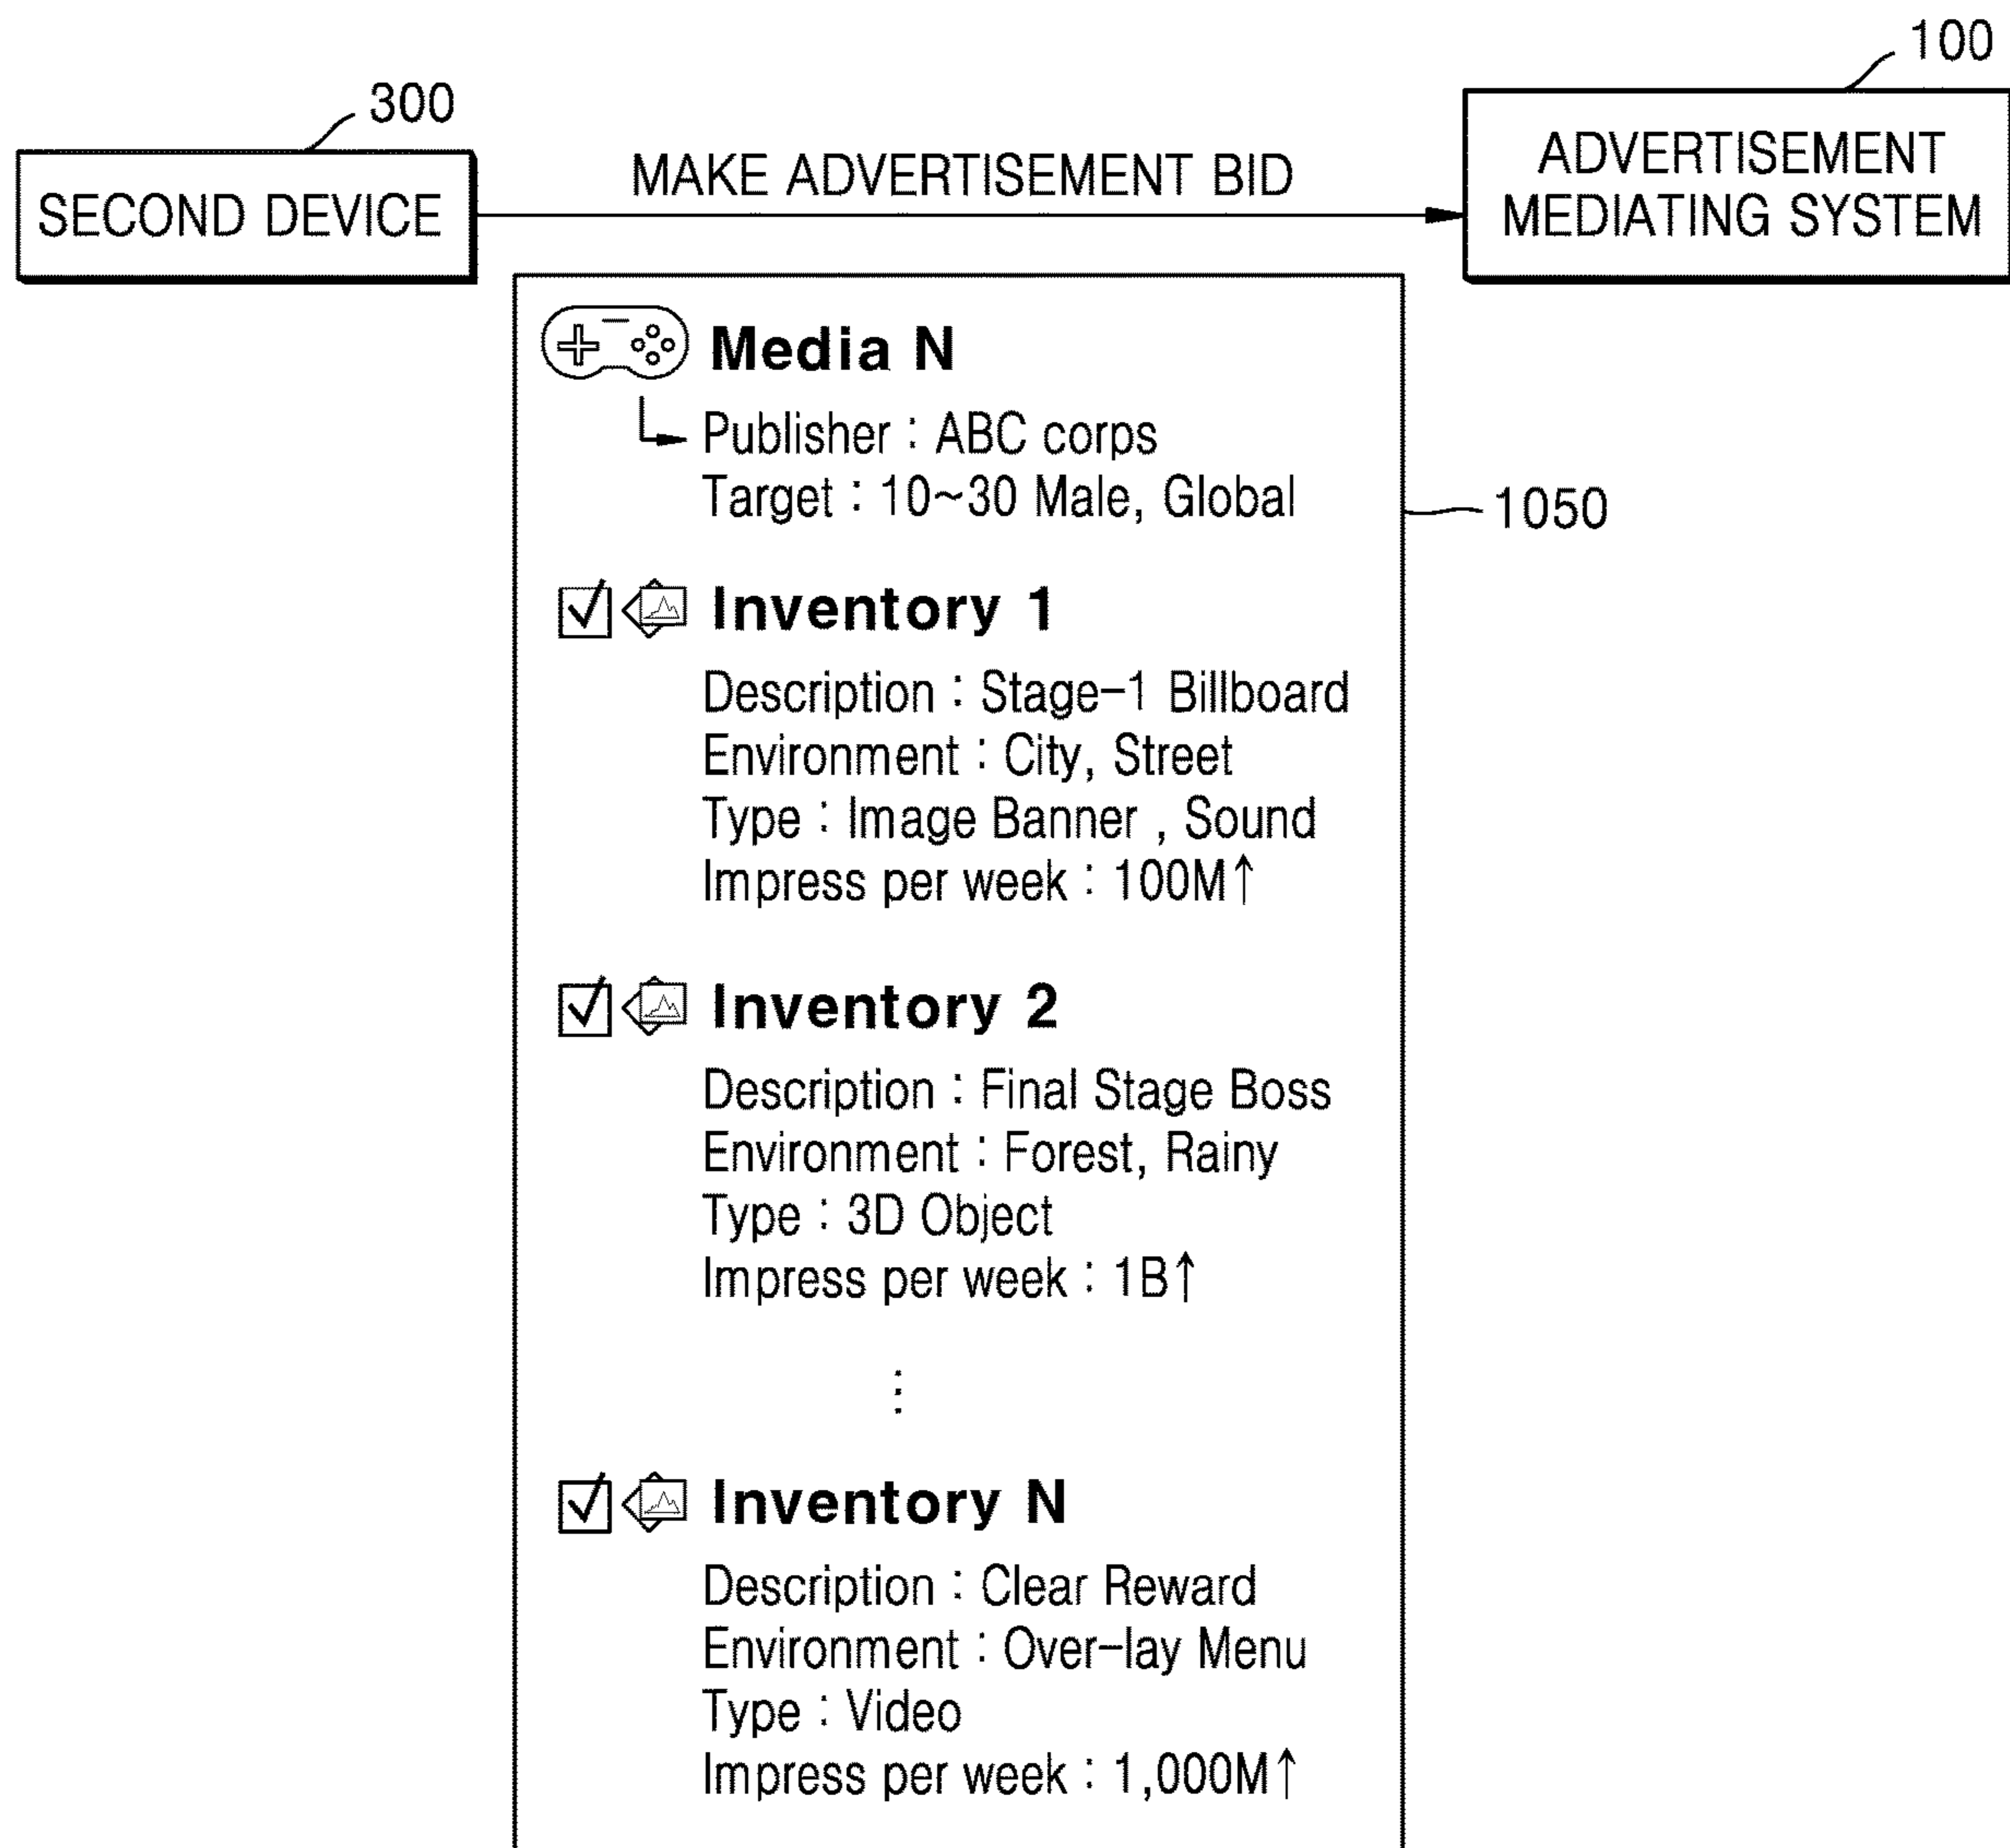 100
300
SECOND DEVICE
MAKE ADVERTISEMENT BID
ADVERTISEMENT
MEDIATING SYSTEM
Media N
Publisher : ABC corps
Target : 10~30 Male, Global
1050
Inventory 1
Description : Stage-1 Billboard
Environment : City, Street
Type : Image Banner , Sound
Impress per week : 100M↑
Inventory 2
Description : Final Stage Boss
Environment : Forest, Rainy
Type : 3D Object
Impress per week : 1B↑
⋮
Inventory N
Description : Clear Reward
Environment : Over-lay Menu
Type : Video
Impress per week : 1,000M↑